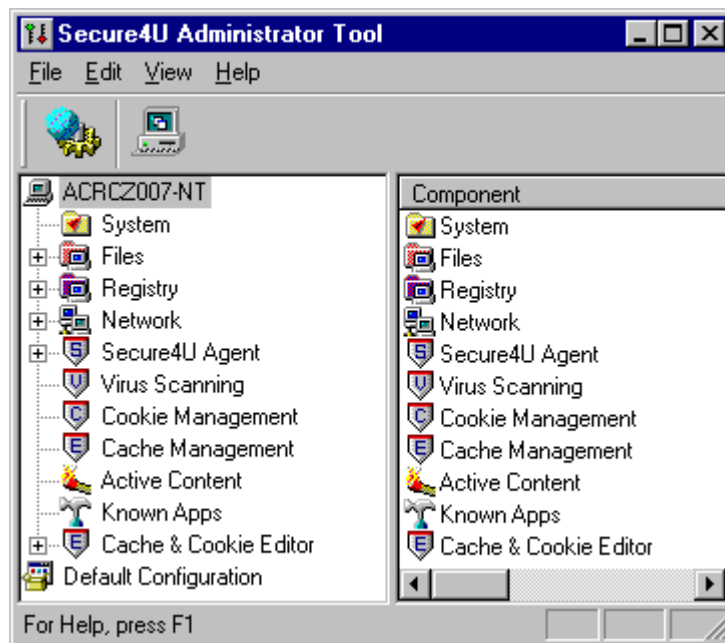 Secure4U Administrator Tool
File Edit View Help
ACRCZ007-NT
System
Files
Registry
Network
Secure4U Agent
Virus Scanning
Cookie Management
Cache Management
Active Content
Known Apps
Cache & Cookie Editor
Default Configuration
Component
System
Files
Registry
Network
Secure4U Agent
Virus Scanning
Cookie Management
Cache Management
Active Content
Known Apps
Cache & Cookie Editor
For Help, press F1